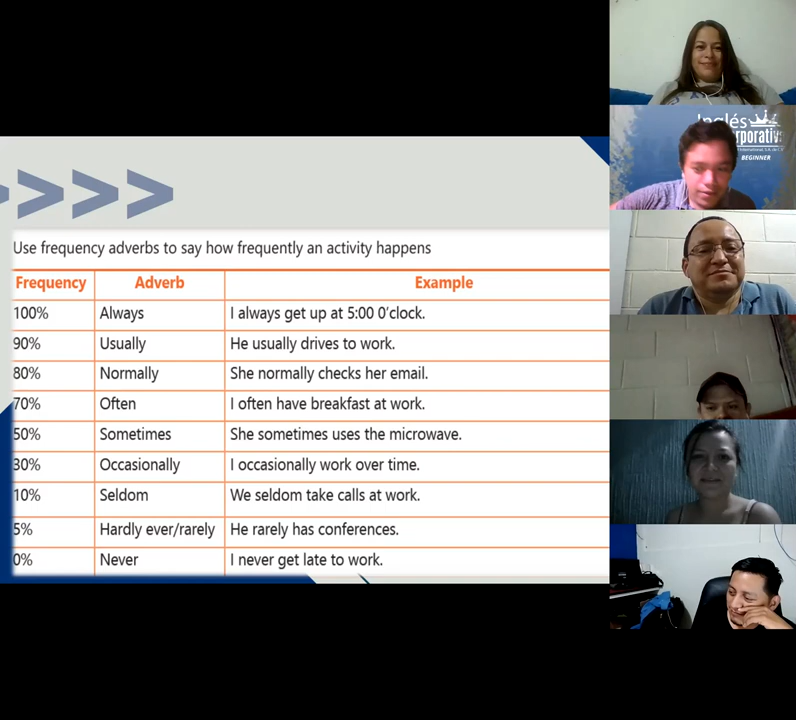 Use frequency adverbs to say how frequently an activity happens
Frequency Adverb Example
100% Always I always get up at 5:00 0'clock.
90% Usually He usually drives to work.
80% Normally She normally checks her email.
70% Often I often have breakfast at work.
50% Sometimes She sometimes uses the microwave.
30% Occasionally I occasionally work over time.
10% Seldom We seldom take calls at work.
5% Hardly ever/rarely He rarely has conferences.
0% Never I never get late to work.
Inglés
BEGINNER